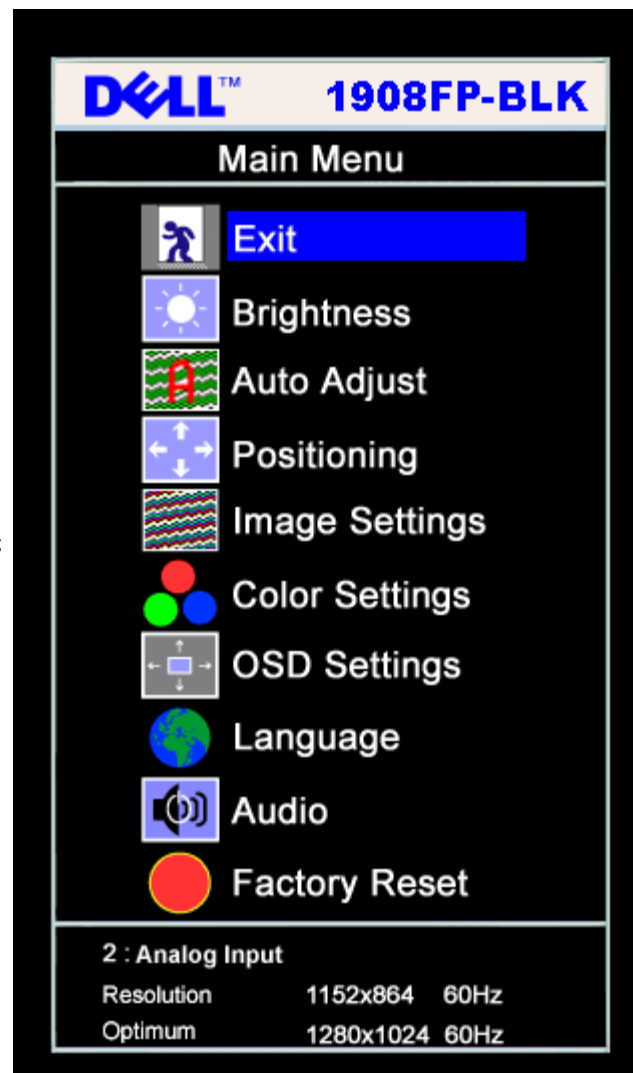 DELL™ 1908FP-BLK
Main Menu
Exit
Brightness
Auto Adjust
Positioning
Image Settings
Color Settings
OSD Settings
Language
Audio
Factory Reset
2 : Analog Input
Resolution 1152x864 60Hz
Optimum 1280x1024 60Hz